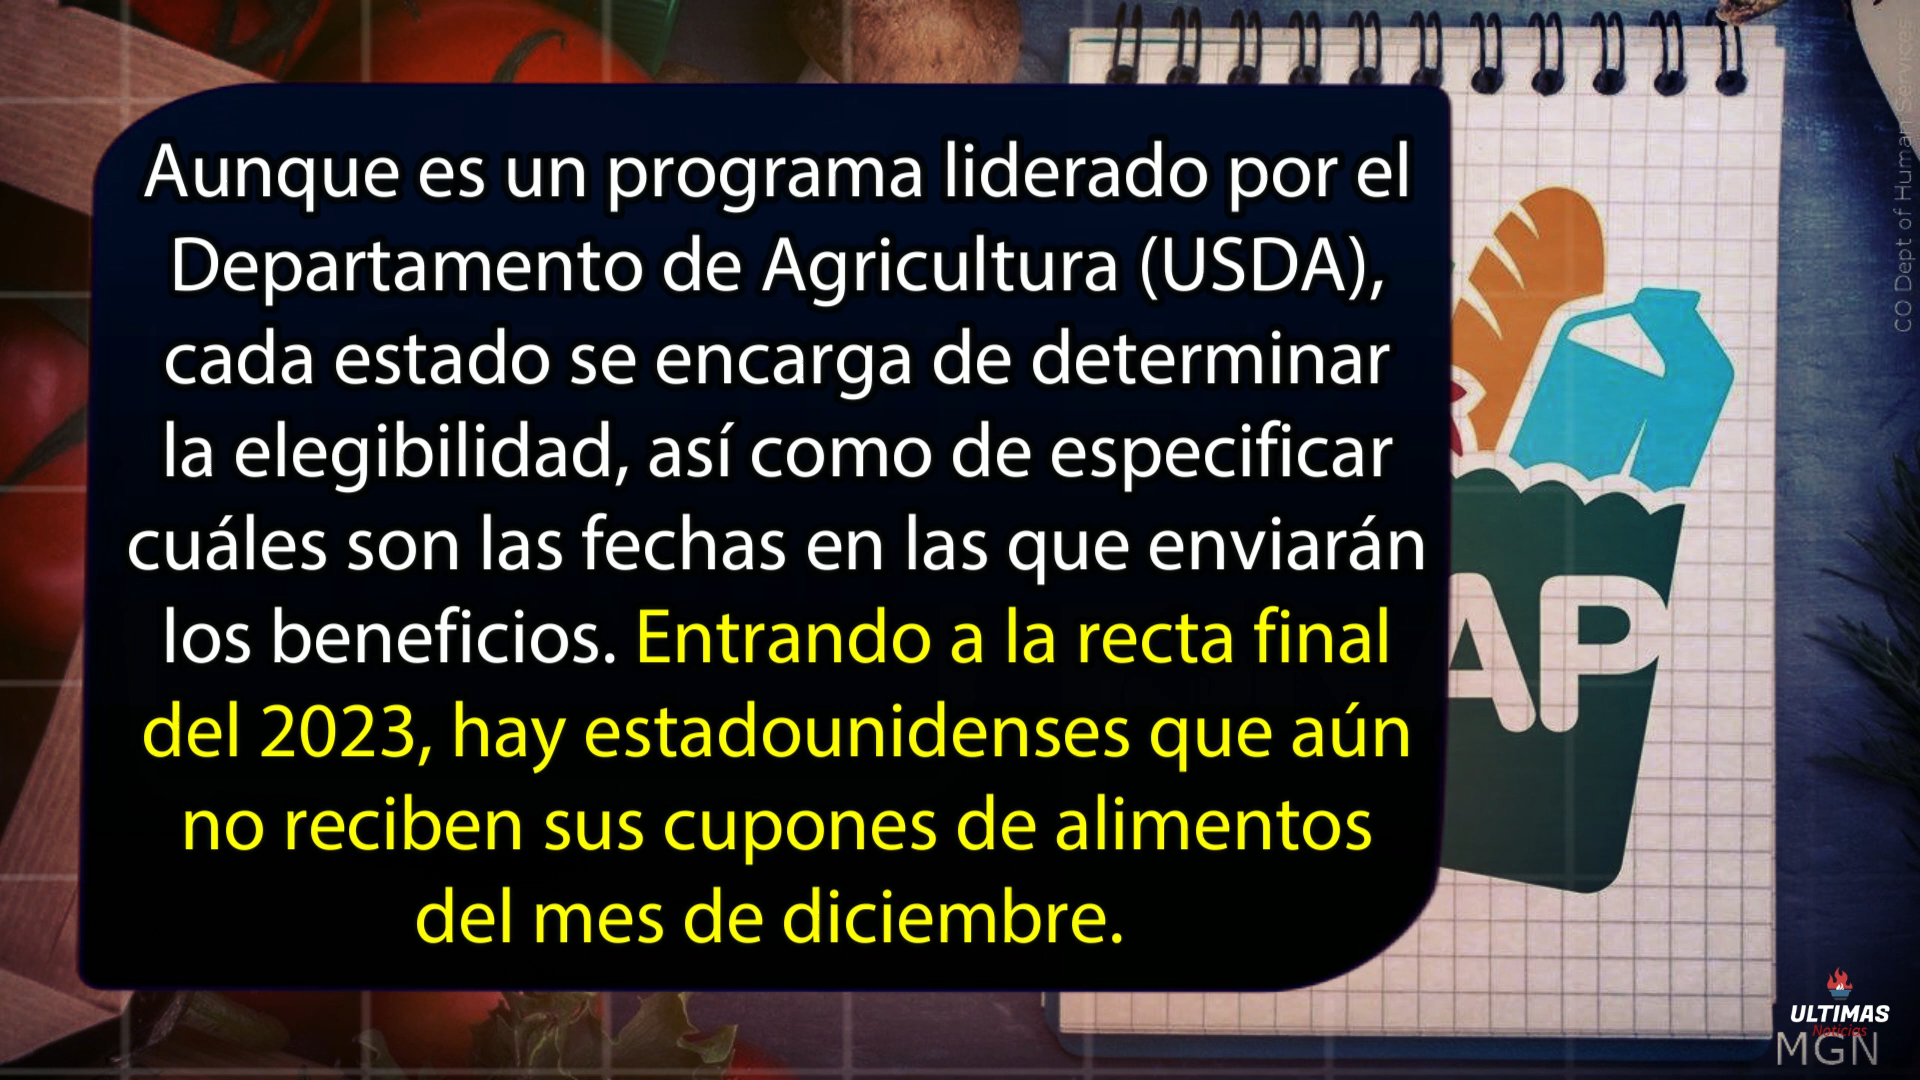 Aunque es un programa liderado por el
Departamento de Agricultura (USDA),
cada estado se encarga de determinar
la elegibilidad, así como de especificar
cuáles son las fechas en las que enviarán
los beneficios. Entrando a la recta final
del 2023, hay estadounidenses que aún
no reciben sus cupones de alimentos
del mes de diciembre.
AP
CO Dept of Human Services
ULTIMAS
Noticias
MGN